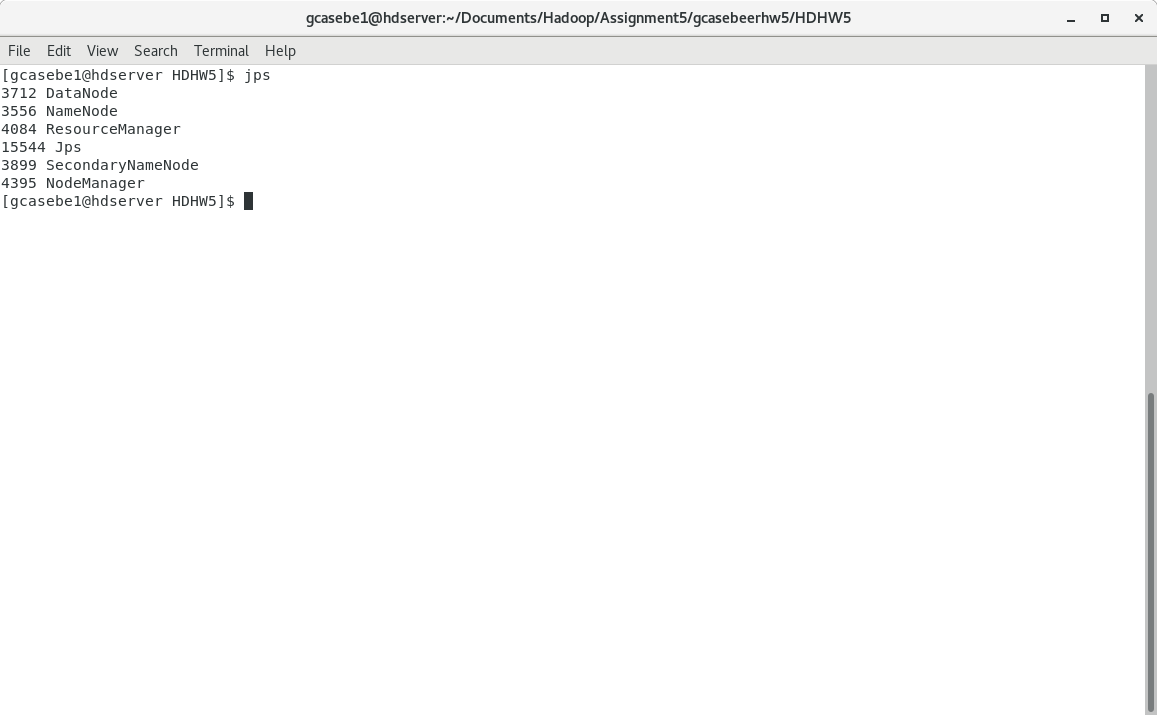 gcasebe1@hdserver:~/Documents/Hadoop/Assignment5/gcasebeerhw5/HDHW5
File Edit View Search Terminal Help
[gcasebe1@hdserver HDHW5]$ jps
3712 DataNode
3556 NameNode
4084 ResourceManager
15544 Jps
3899 SecondaryNameNode
4395 NodeManager
[gcasebe1@hdserver HDHW5]$